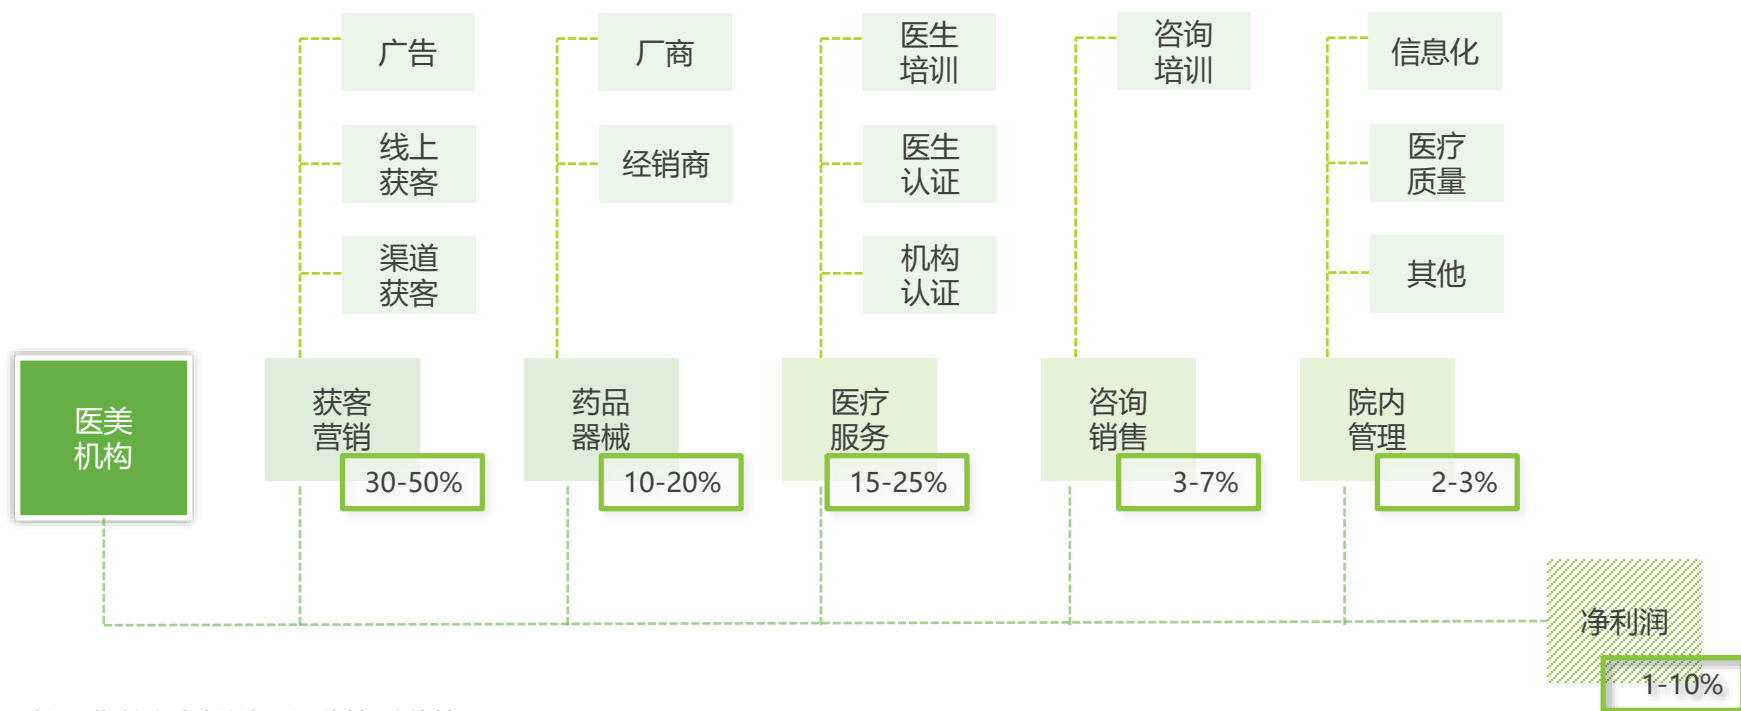 广告
线上
获客
渠道
获客
厂商
经销商
医生
培训
医生
认证
机构
认证
咨询
培训
信息化
医疗
质量
其他
医美
机构
获客
营销
30-50%
药品
器械
10-20%
医疗
服务
15-25%
咨询
销售
3-7%
院内
管理
2-3%
净利润
1-10%